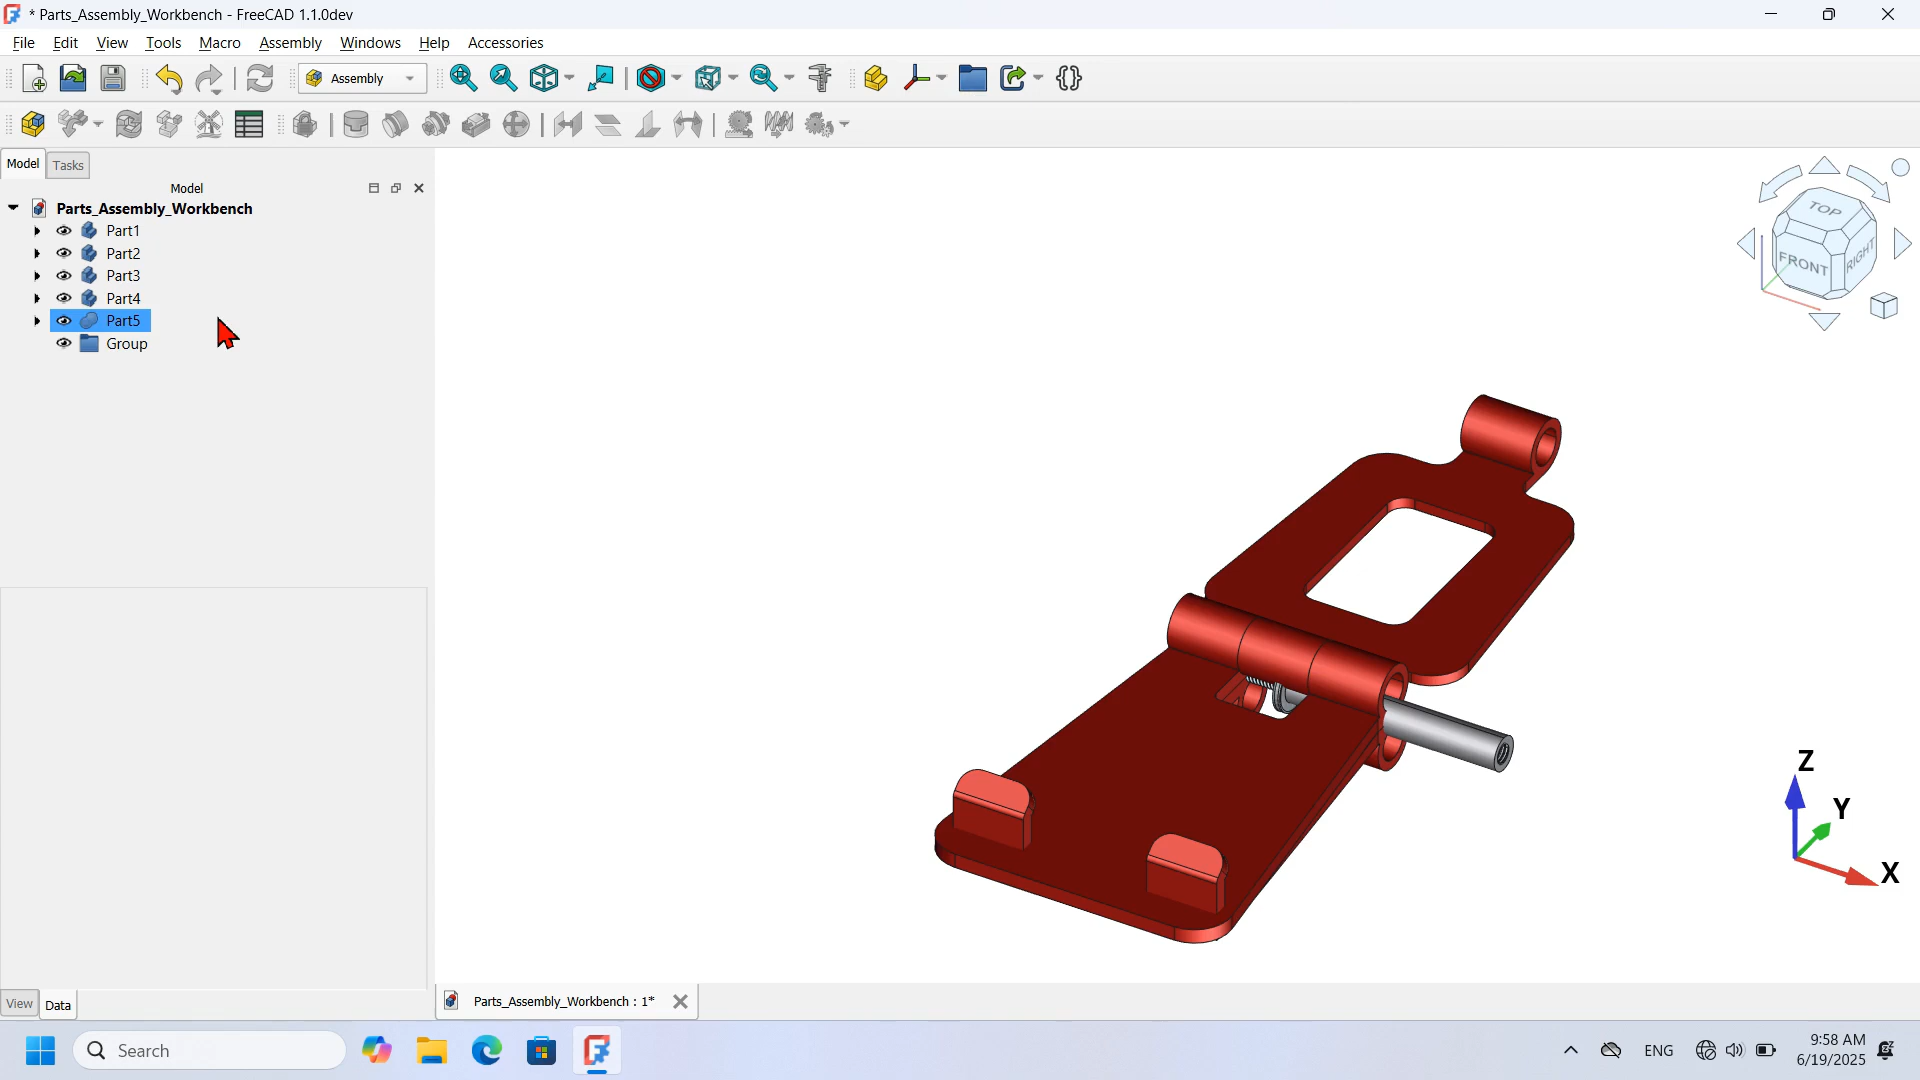 * Parts_Assembly_Workbench - FreeCAD 1.1.0dev
File Edit View Tools Macro Assembly Windows Help Accessories
Assembly
Model Tasks
Model
Parts_Assembly_Workbench
Part1
Part2
Part3
Part4
Part5
Group
TOP
FRONT
RIGHT
Z
Y
X
View Data
Parts_Assembly_Workbench : 1*
Search
ENG
9:58 AM
6/19/2025